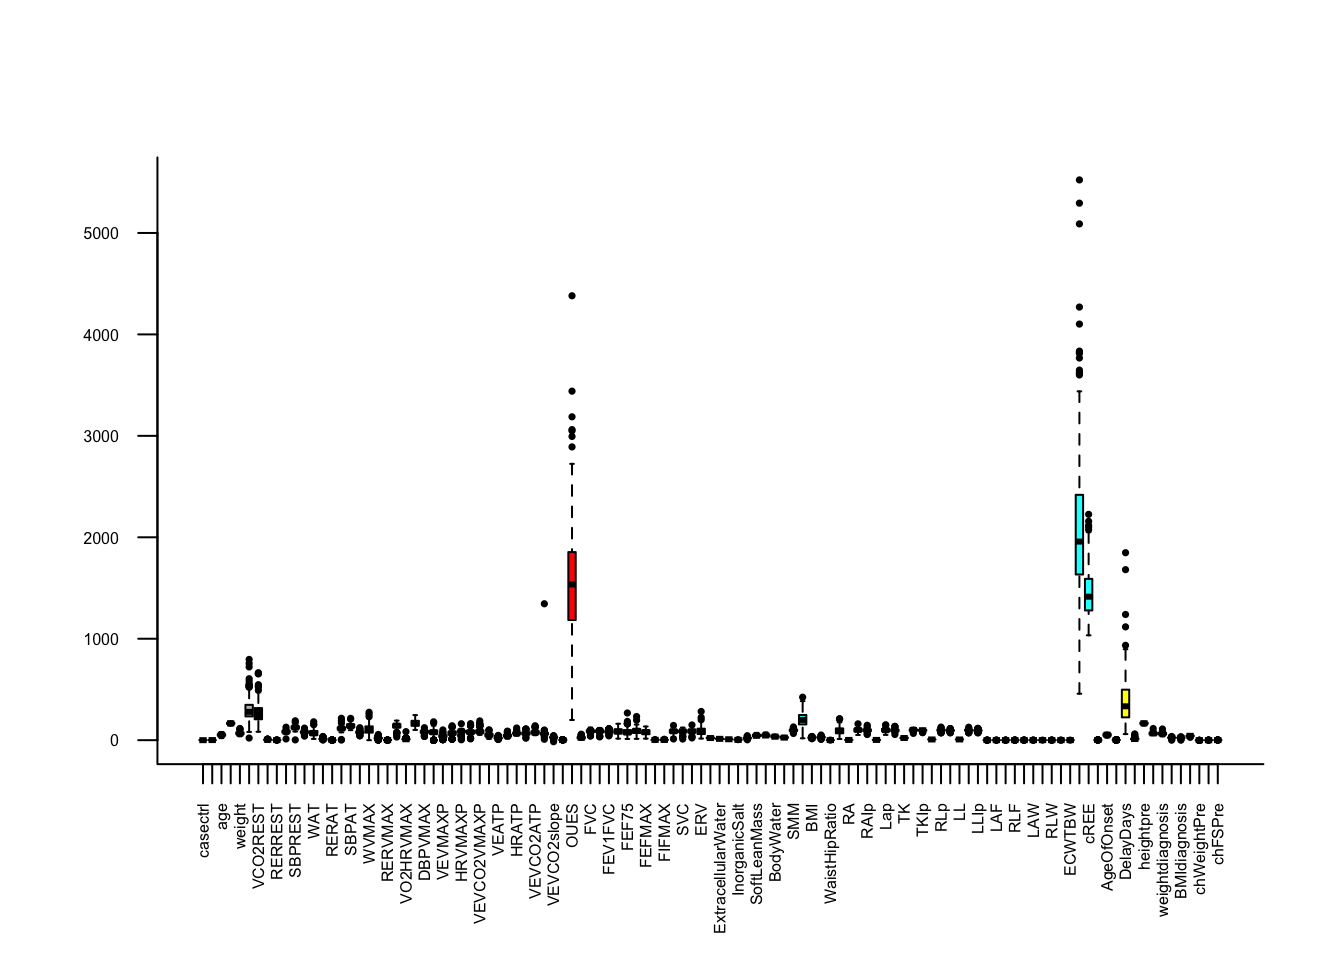 5000
4000
3000
2000
1000
0
casectrl
age
weight
VCO2REST
RERREST
SBPREST
WAT
RERAT
SBPAT
WVMAX
RERVMAX
VO2HRVMAX
DBPVMAX
VEVMAXP
HRVMAXP
VEVCO2VMAXP
VEATP
HRATP
VEVCO2ATP
VEVCO2slope
OUES
FVC
FEV1FVC
FEF75
FEFMAX
FIFMAX
SVC
ERV
ExtracellularWater
InorganicSalt
SoftLeanMass
BodyWater
SMM
BMI
WaistHipRatio
RA
RAlp
Lap
TK
TKlp
RLp
LL
LLlp
LAF
RLF
LAW
RLW
ECWTBW
cREE
AgeOfOnset
DelayDays
heightpre
weightdiagnosis
BMIdiagnosis
chWeightPre
chFSPre